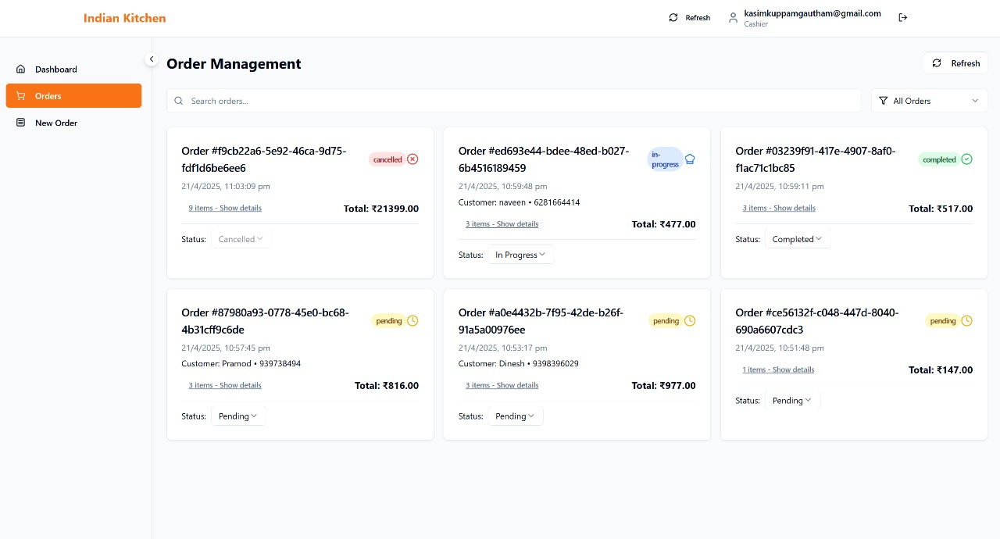 Indian Kitchen
Refresh
kasimkuppamgautham@gmail.com
Cashier
Dashboard
Orders
New Order
Order Management
Refresh
Search orders...
All Orders
Order #f9cb22a6-5e92-46ca-9d75-
fdf1d6be6ee6
cancelled
21/4/2025, 11:03:09 pm
9 items - Show details
Total: ₹21399.00
Status: Cancelled
Order #ed693e44-bdee-48ed-b027-
6b4516189459
in-
progress
21/4/2025, 10:59:48 pm
Customer: naveen • 6281664414
3 items - Show details
Total: ₹477.00
Status: In Progress
Order #03239f91-417e-4907-8af0-
f1ac71c1bc85
completed
21/4/2025, 10:59:11 pm
3 items - Show details
Total: ₹517.00
Status: Completed
Order #87980a93-0778-45e0-bc68-
4b31cff9c6de
pending
21/4/2025, 10:57:45 pm
Customer: Pramod • 939738494
3 items - Show details
Total: ₹816.00
Status: Pending
Order #a0e4432b-7f95-42de-b26f-
91a5a00976ee
pending
21/4/2025, 10:53:17 pm
Customer: Dinesh • 9398396029
3 items - Show details
Total: ₹977.00
Status: Pending
Order #ce56132f-c048-447d-8040-
690a6607cdc3
pending
21/4/2025, 10:51:48 pm
1 items - Show details
Total: ₹147.00
Status: Pending